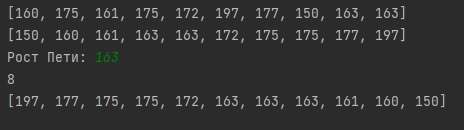 [160, 175, 161, 175, 172, 197, 177, 150, 163, 163]
[150, 160, 161, 163, 163, 172, 175, 175, 177, 197]
Рост Пети: 163
8
[197, 177, 175, 175, 172, 163, 163, 163, 161, 160, 150]